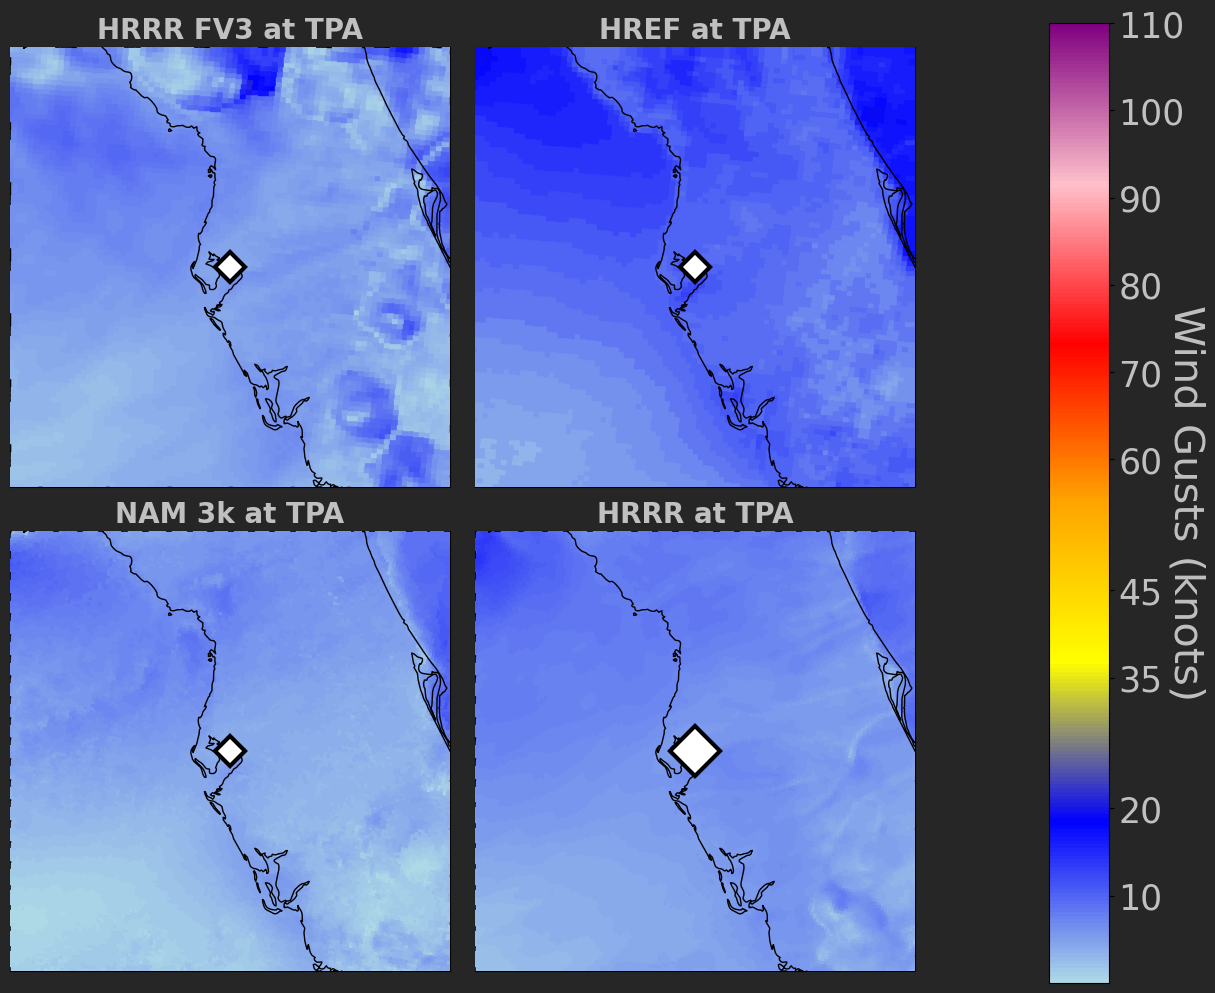 HRRR FV3 at TPA
HREF at TPA
NAM 3k at TPA
HRRR at TPA
110
100
90
80
70
60
45
35
20
10
Wind Gusts (knots)